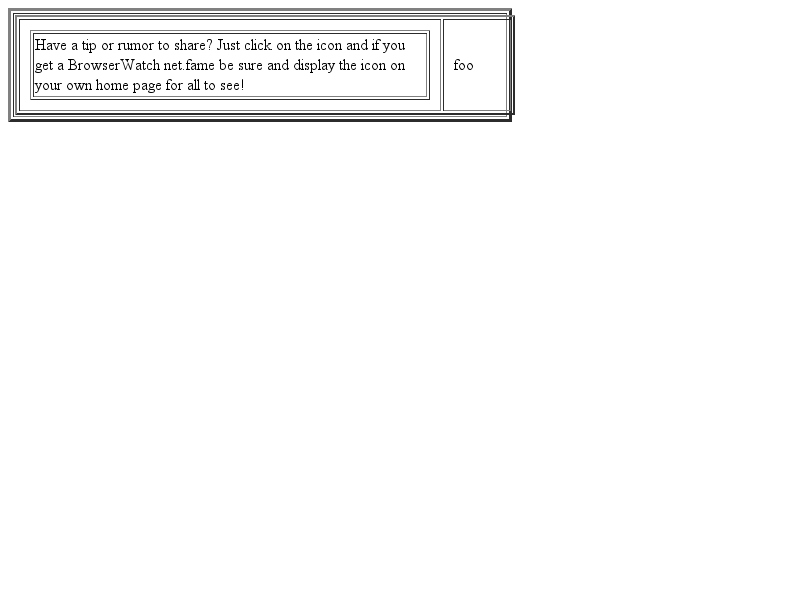 Have a tip or rumor to share? Just click on the icon and if you
get a BrowserWatch net.fame be sure and display the icon on
your own home page for all to see!
foo